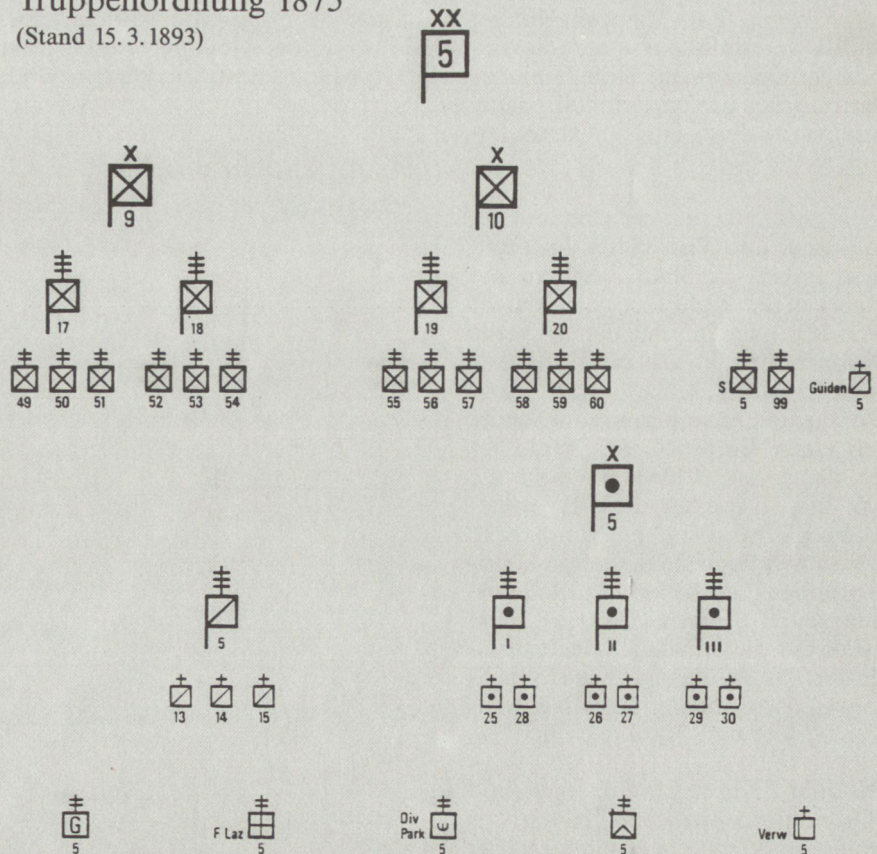 Truppenordnung 1875
(Stand 15.3.1893)
XX
5
X X
9 10
17 18 19 20
49 50 51 52 53 54 55 56 57 58 59 60 S 5 99 Guiden 5
X
5
5 I II III
13 14 15 25 28 26 27 29 30
G
5
F Laz
5
Div
Park
5
5
Verw
5